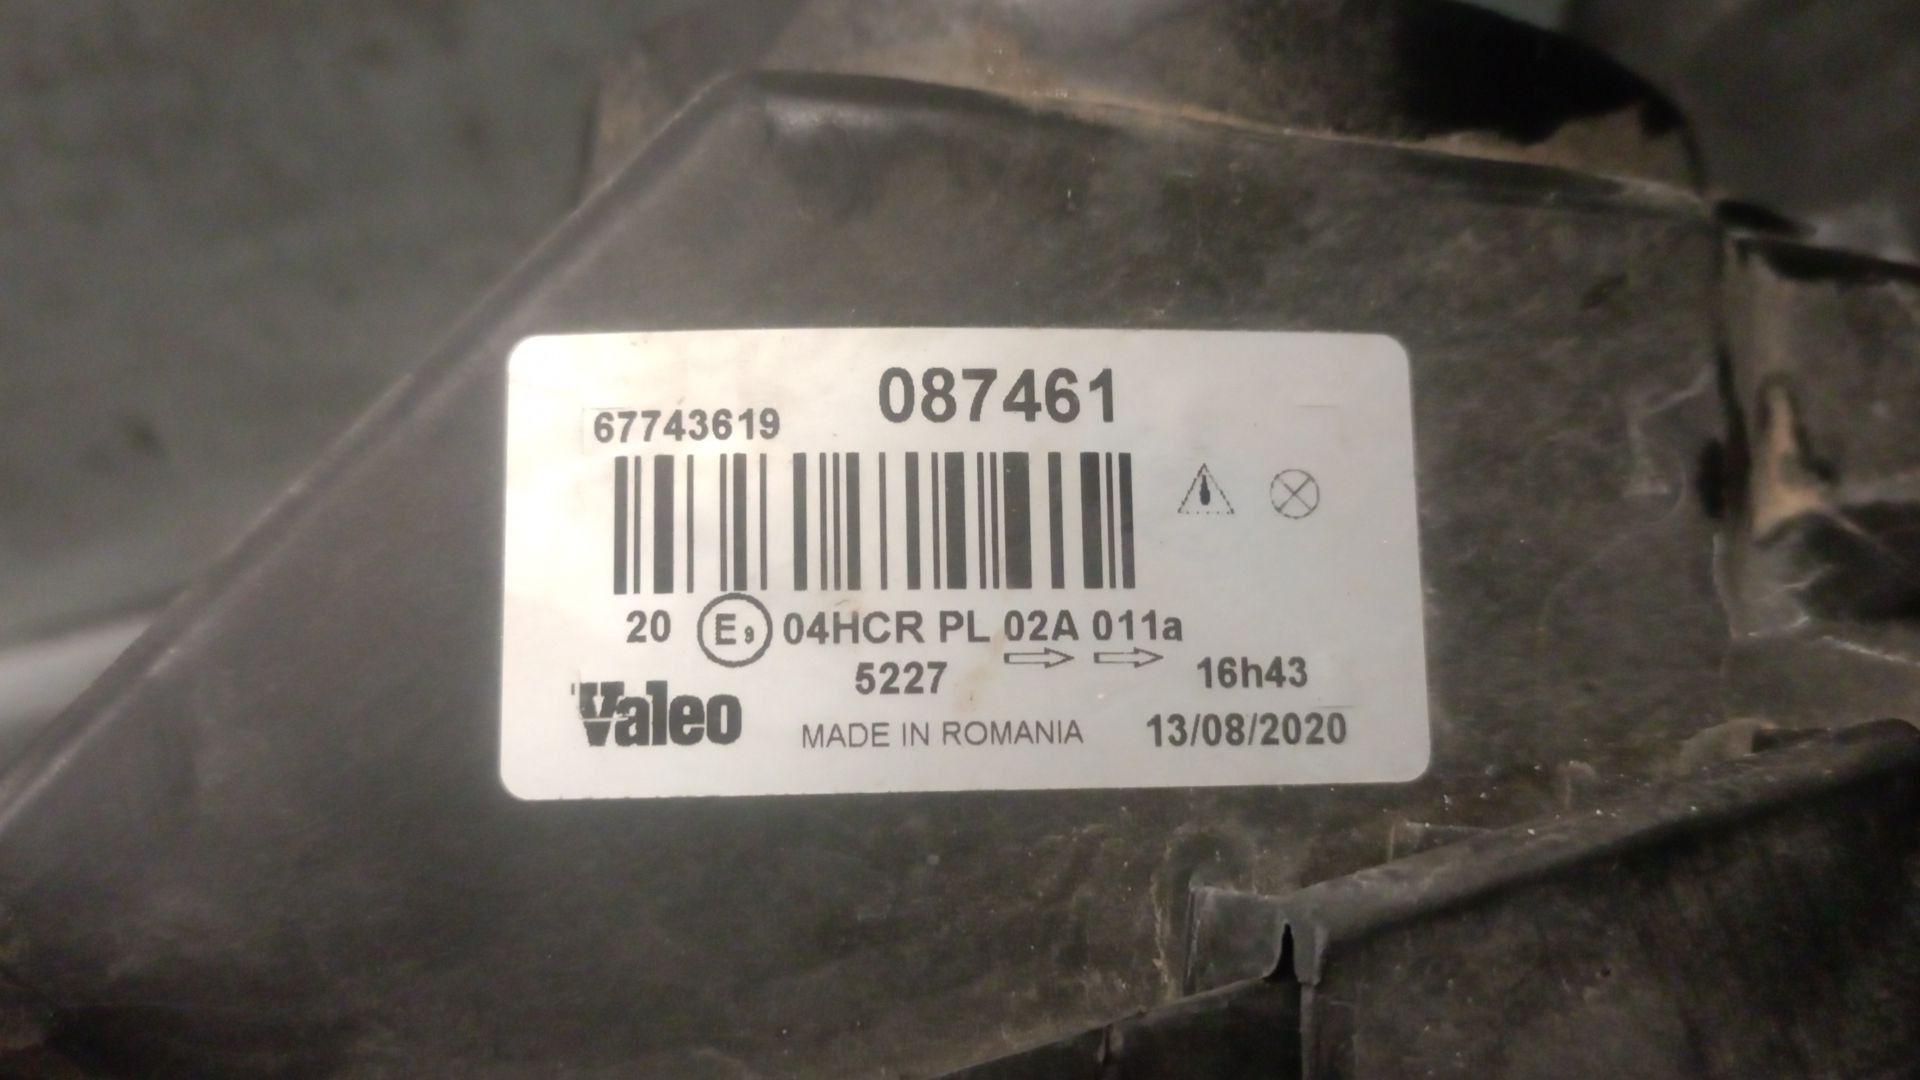 087461
67743619
20 E9 04HCR PL 02A 011a
5227
16h43
Valeo
MADE IN ROMANIA
13/08/2020